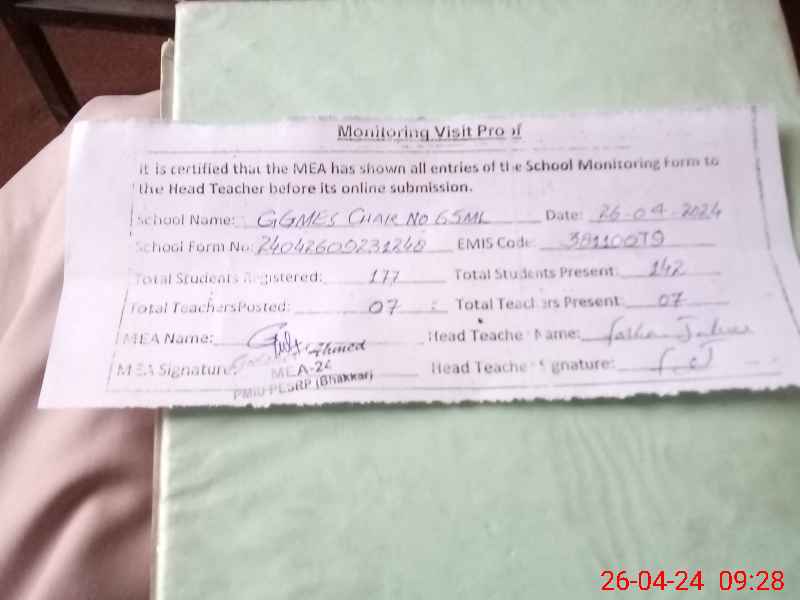 Monitoring Visit Proof
It is certified that the MEA has shown all entries of the School Monitoring Form to
the Head Teacher before its online submission.
School Name: GGMES CHAK NO 65ML Date: 26-04-2024
School Form No: EMIS Code:
Total Students Registered: 177 Total Students Present: 142
Total Teachers Posted: 07 Total Teachers Present: 07
MEA Name: Head Teacher Name:
Ahmed
MEA Signature: MEA-24 Head Teacher Signature:
PMIU-PESRP (Bhakkar)
26-04-24 09:28